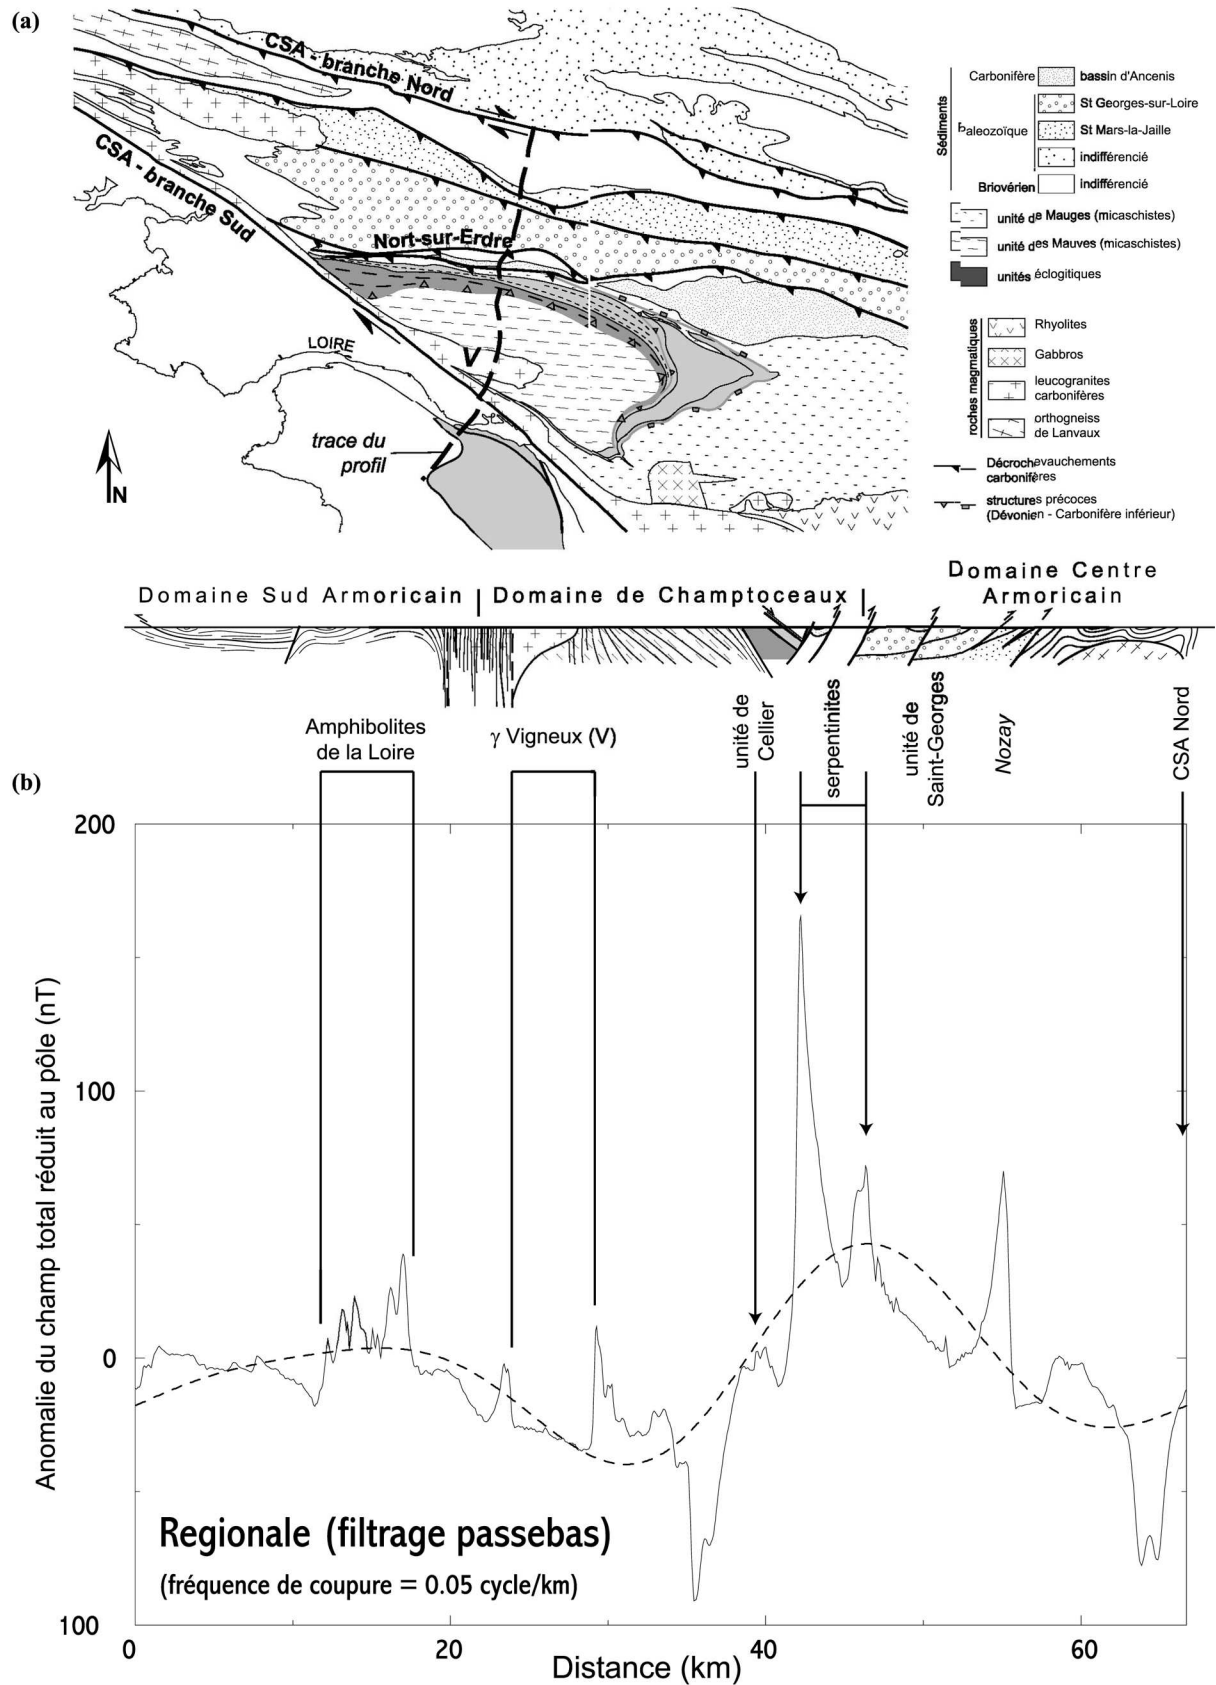 (a)
CSA - branche Nord
CSA - branche Sud
Nort-sur-Erdre
LOIRE
V
trace du
profil
N
Sédiments
Carbonifère
bassin d'Ancenis
Paleozoïque
St Georges-sur-Loire
St Mars-la-Jaille
indifférencié
Briovérien
indifférencié
unité de Mauges (micaschistes)
unité des Mauves (micaschistes)
unités éclogitiques
roches magmatiques
Rhyolites
Gabbros
leucogranites
carbonifères
orthogneiss
de Lanvaux
Décrochevauchements
carbonifères
structures précoces
(Dévonien - Carbonifère inférieur)
Domaine Sud Armoricain
Domaine de Champtoceaux
Domaine Centre
Armoricain
Amphibolites
de la Loire
γ Vigneux (V)
unité de
Cellier
serpentinites
unité de
Saint-Georges
Nozay
CSA Nord
(b)
200
100
0
100
Anomalie du champ total réduit au pôle (nT)
Regionale (filtrage passebas)
(fréquence de coupure = 0.05 cycle/km)
0
20
40
60
Distance (km)